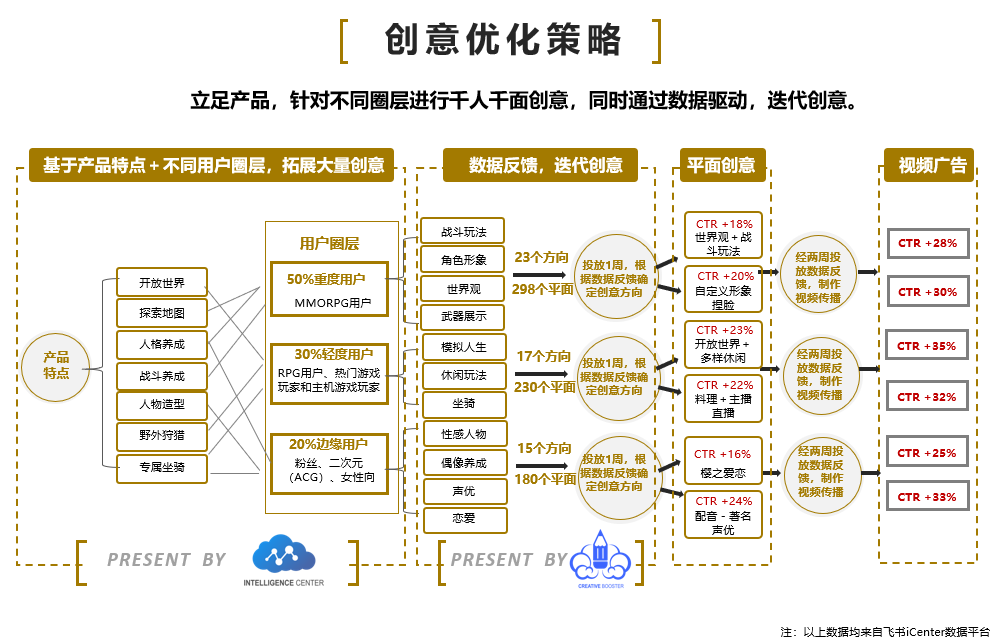 创意优化策略
立足产品，针对不同圈层进行千人千面创意，同时通过数据驱动，迭代创意。
基于产品特点＋不同用户圈层，拓展大量创意
数据反馈，迭代创意
平面创意
视频广告
产品
特点
开放世界
探索地图
人格养成
战斗养成
人物造型
野外狩猎
专属坐骑
用户圈层
50%重度用户
MMORPG用户
30%轻度用户
RPG用户、热门游戏
玩家和主机游戏玩家
20%边缘用户
粉丝、二次元
（ACG）、女性向
战斗玩法
角色形象
世界观
武器展示
模拟人生
休闲玩法
坐骑
性感人物
偶像养成
声优
恋爱
23个方向
298个平面
17个方向
230个平面
15个方向
180个平面
投放1周，根
据数据反馈确
定创意方向
投放1周，根
据数据反馈确
定创意方向
投放1周，根
据数据反馈确
定创意方向
CTR +18%
世界观＋战
斗玩法
CTR +20%
自定义形象
捏脸
CTR +23%
开放世界＋
多样休闲
CTR +22%
料理＋主播
直播
CTR +16%
樱之爱恋
CTR +24%
配音－著名
声优
经两周投
放数据反
馈，制作
视频传播
经两周投
放数据反
馈，制作
视频传播
经两周投
放数据反
馈，制作
视频传播
CTR +28%
CTR +30%
CTR +35%
CTR +32%
CTR +25%
CTR +33%
PRESENT BY
INTELLIGENCE CENTER
PRESENT BY
CREATIVE BOOSTER
注：以上数据均来自飞书iCenter数据平台